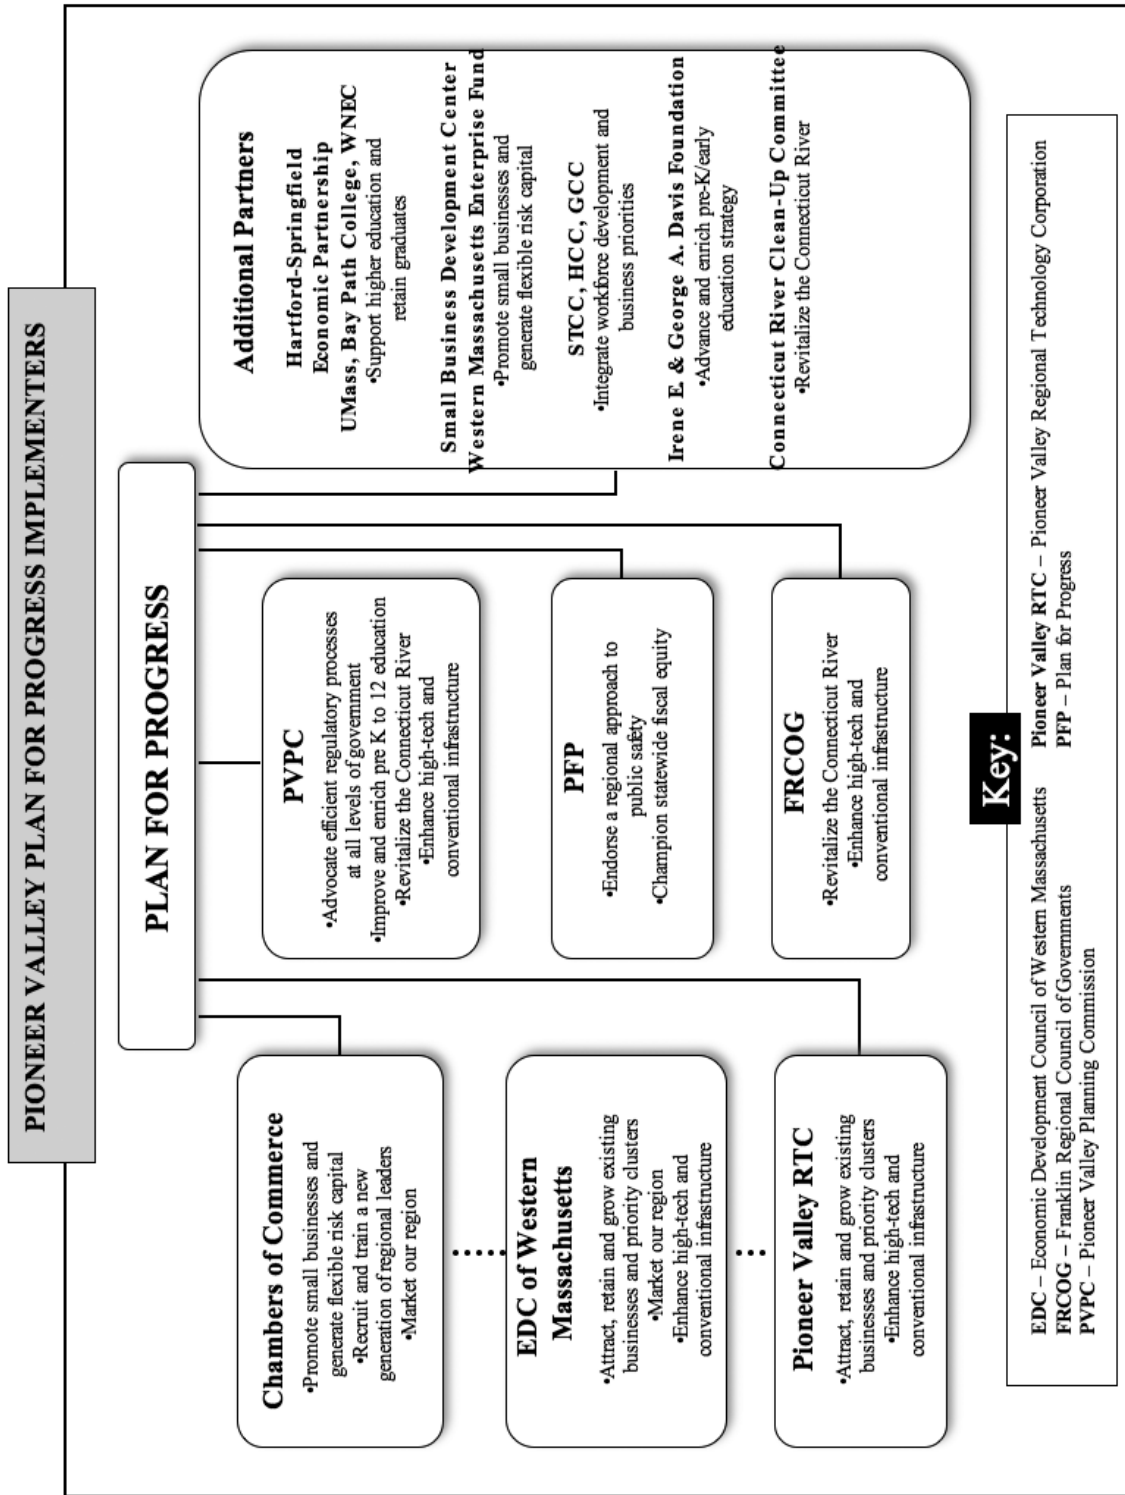 PIONEER VALLEY PLAN FOR PROGRESS IMPLEMENTERS
PLAN FOR PROGRESS
Chambers of Commerce
•Promote small businesses and
generate flexible risk capital
•Recruit and train a new
generation of regional leaders
•Market our region
EDC of Western
Massachusetts
•Attract, retain and grow existing
businesses and priority clusters
•Market our region
•Enhance high-tech and
conventional infrastructure
Pioneer Valley RTC
•Attract, retain and grow existing
businesses and priority clusters
•Enhance high-tech and
conventional infrastructure
PVPC
•Advocate efficient regulatory processes
at all levels of government
•Improve and enrich pre K to 12 education
•Revitalize the Connecticut River
•Enhance high-tech and
conventional infrastructure
PFP
•Endorse a regional approach to
public safety
•Champion statewide fiscal equity
FRCOG
•Revitalize the Connecticut River
•Enhance high-tech and
conventional infrastructure
Additional Partners
Hartford-Springfield
Economic Partnership
UMass, Bay Path College, WNEC
•Support higher education and
retain graduates
Small Business Development Center
Western Massachusetts Enterprise Fund
•Promote small businesses and
generate flexible risk capital
STCC, HCC, GCC
•Integrate workforce development and
business priorities
Irene E. & George A. Davis Foundation
•Advance and enrich pre-K/early
education strategy
Connecticut River Clean-Up Committee
•Revitalize the Connecticut River
Key:
EDC – Economic Development Council of Western Massachusetts
FRCOG – Franklin Regional Council of Governments
PVPC – Pioneer Valley Planning Commission
Pioneer Valley RTC – Pioneer Valley Regional Technology Corporation
PFP – Plan for Progress